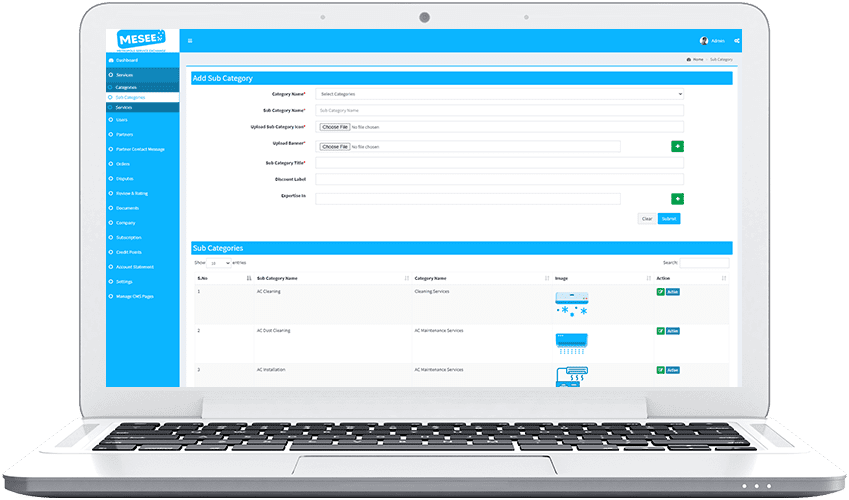 MESEE
Admin
Home / Sub Category
Dashboard
Services
Categories
Sub Categories
Services
Users
Partners
Partner Contact Message
Orders
Disputes
Review & Rating
Documents
Company
Subscription
Credit Points
Account Statement
Settings
Manage CMS Pages
Add Sub Category
Category Name* Select Categories
Sub Category Name* Sub Category Name
Upload Sub Category Icon* Choose File No file chosen
Upload Banner* Choose File No file chosen
Sub Category Title*
Discount Label
Expertise In
Clear Submit
Sub Categories
Show 10 entries Search:
S.No Sub Category Name Category Name Image Action
1 AC Cleaning Cleaning Services Active
2 AC Duct Cleaning AC Maintenance Services Active
3 AC Installation AC Maintenance Services Active